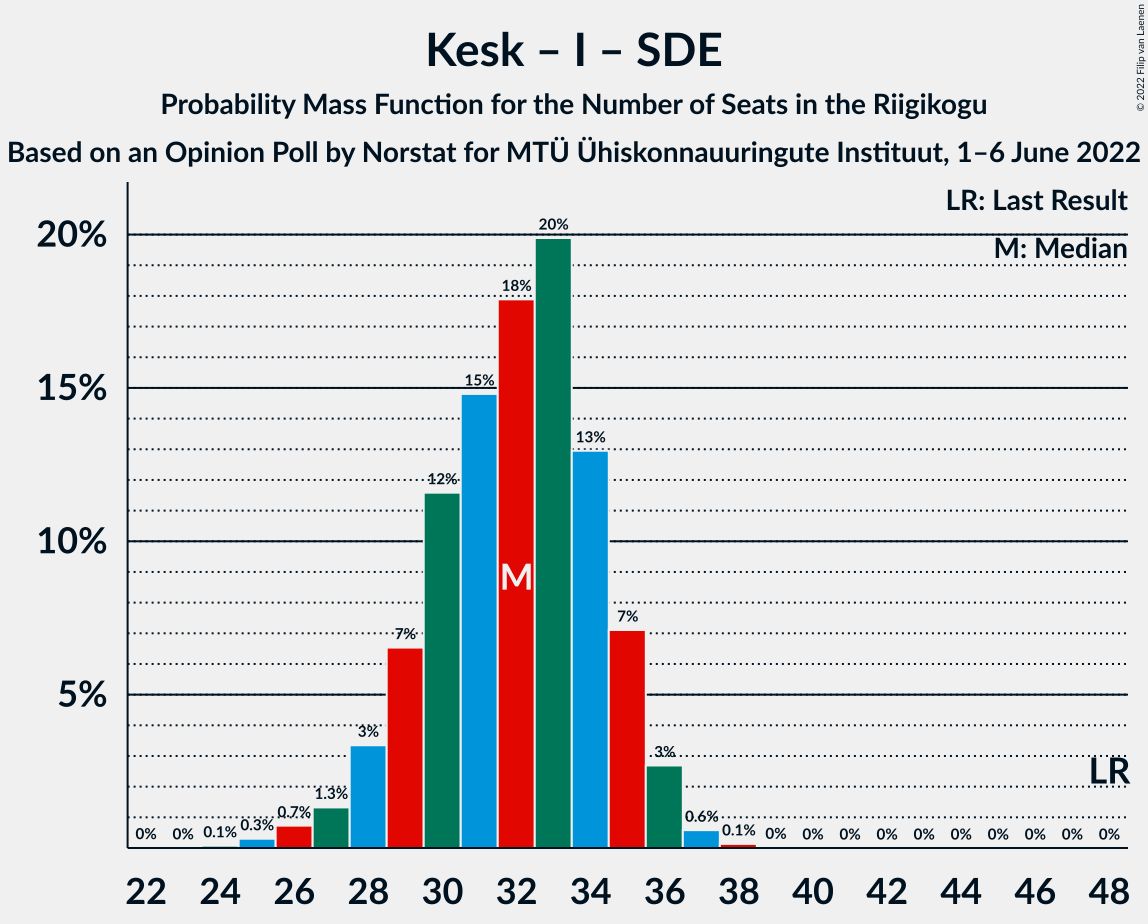 Kesk – I – SDE
Probability Mass Function for the Number of Seats in the Riigikogu
Based on an Opinion Poll by Norstat for MTÜ Ühiskonnauuringute Instituut, 1–6 June 2022
© 2022 Filip van Laenen
LR: Last Result
M: Median
20%
15%
10%
5%
0% 0% 0.1% 0.3% 0.7% 1.3% 3% 7% 12% 15% 18% 20% 13% 7% 3% 0.6% 0.1% 0% 0% 0% 0% 0% 0% 0% 0% 0% 0%
M
LR
22 24 26 28 30 32 34 36 38 40 42 44 46 48